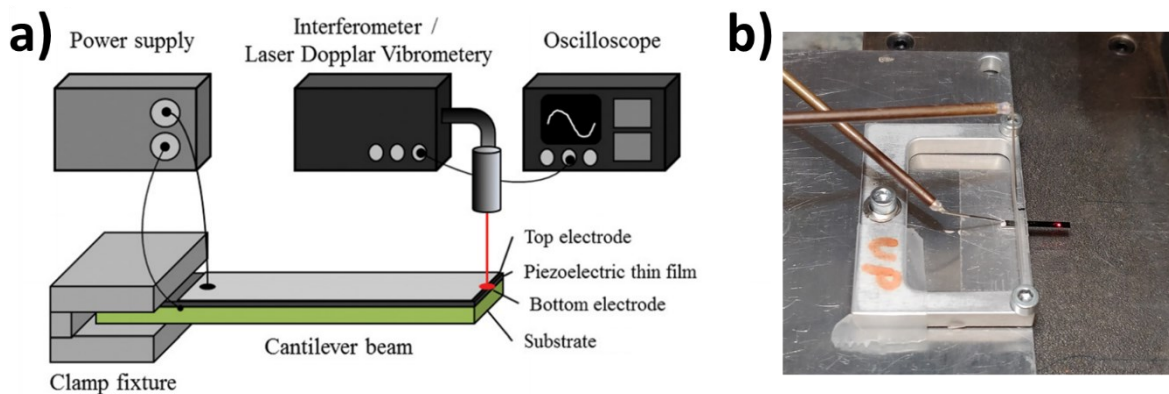 a)
Power supply
Interferometer /
Laser Dopplar Vibrometery
Oscilloscope
Top electrode
Piezoelectric thin film
Bottom electrode
Substrate
Cantilever beam
Clamp fixture
b)
UP